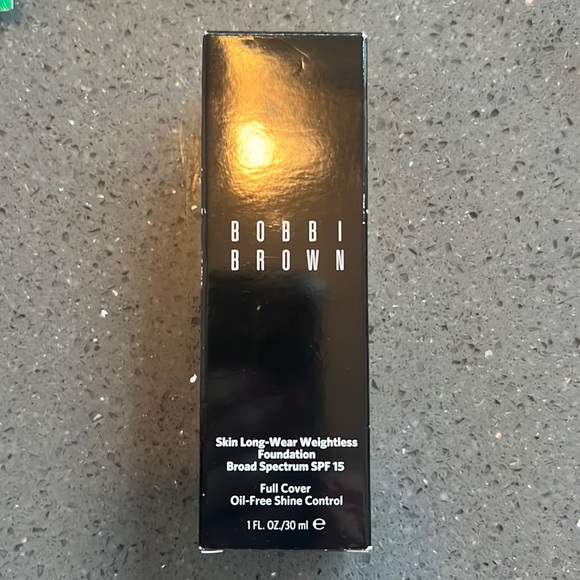 BOBBI
BROWN
Skin Long-Wear Weightless
Foundation
Broad Spectrum SPF 15
Full Cover
Oil-Free Shine Control
1 FL. OZ./30 ml ℮